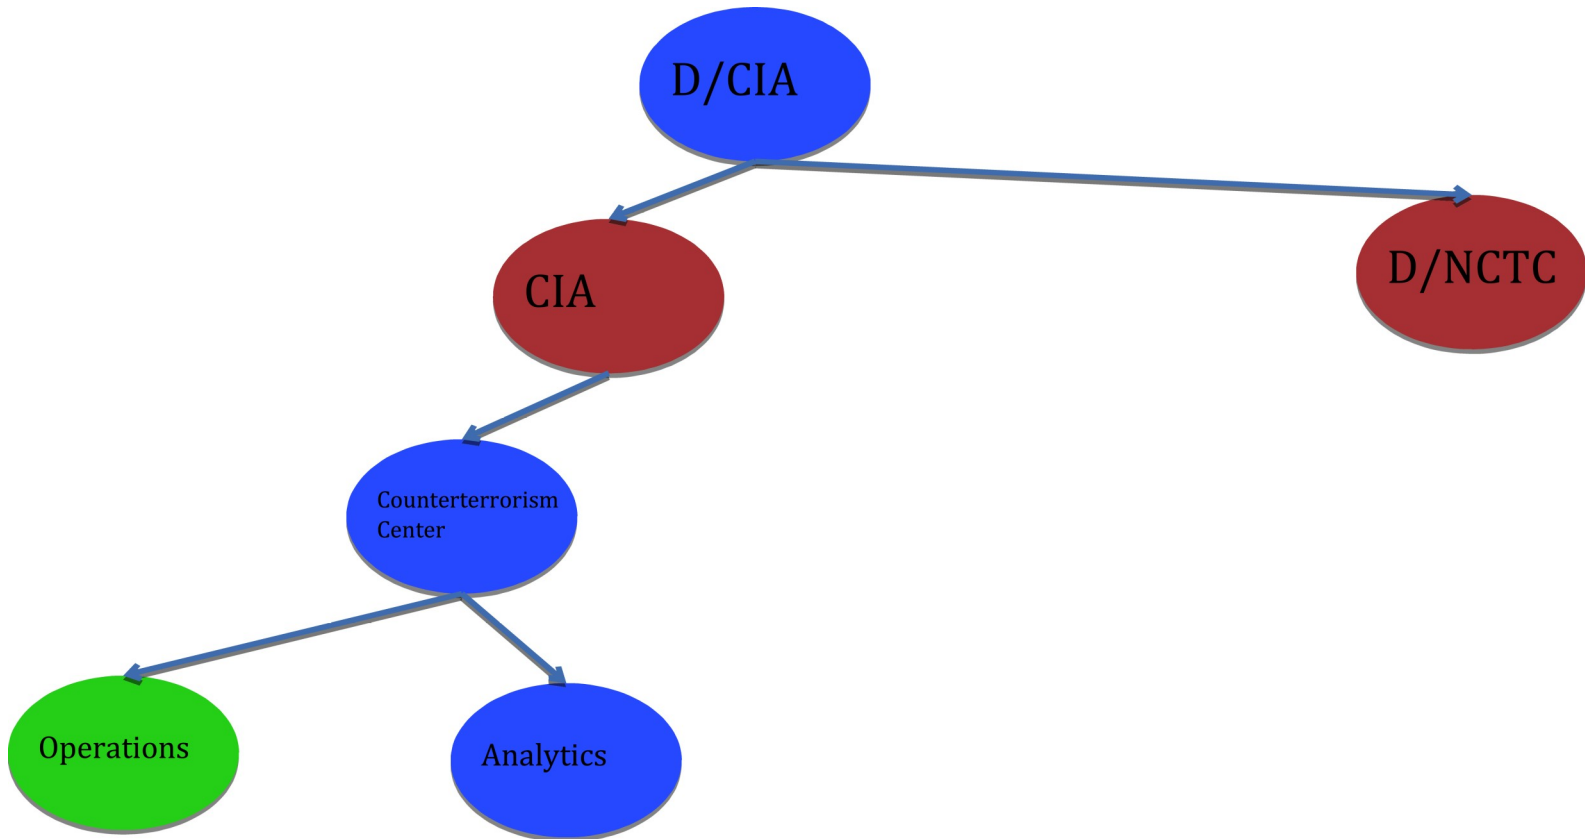 D/CIA
CIA
D/NCTC
Counterterrorism
Center
Operations
Analytics